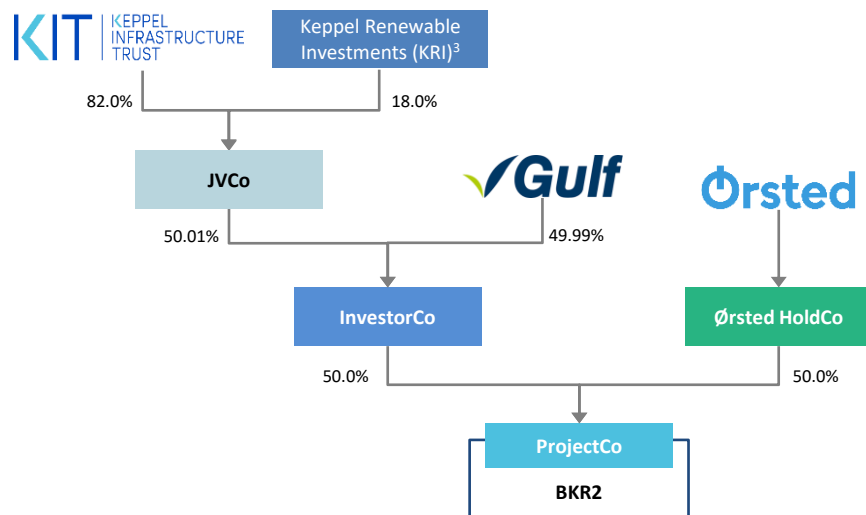 KIT
KEPPEL
INFRASTRUCTURE
TRUST
Keppel Renewable
Investments (KRI)³
82.0%
18.0%
JVCo
Gulf
Ørsted
50.01%
49.99%
InvestorCo
Ørsted HoldCo
50.0%
50.0%
ProjectCo
BKR2